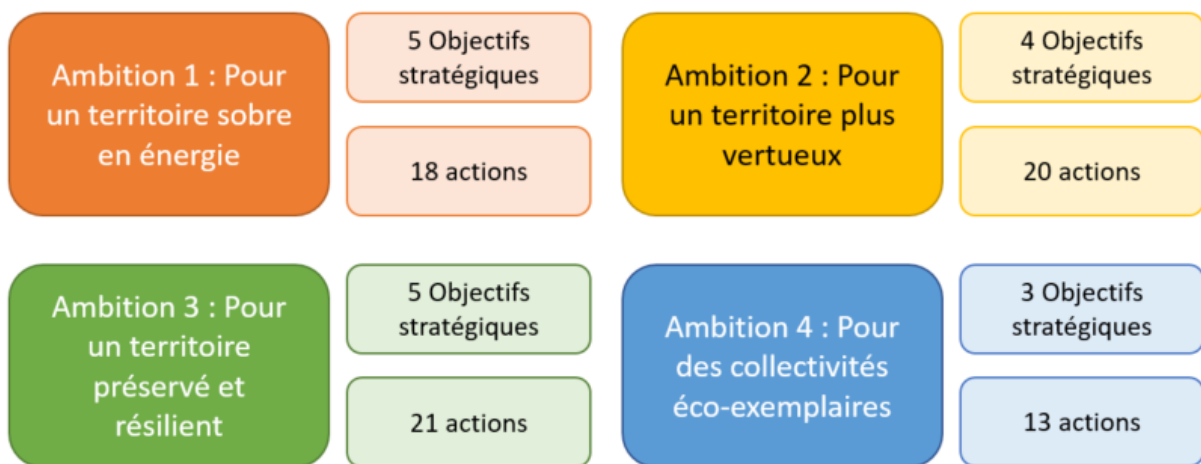 Ambition 1 : Pour
un territoire sobre
en énergie
5 Objectifs
stratégiques
18 actions
Ambition 2 : Pour
un territoire plus
vertueux
4 Objectifs
stratégiques
20 actions
Ambition 3 : Pour
un territoire
préservé et
résilient
5 Objectifs
stratégiques
21 actions
Ambition 4 : Pour
des collectivités
éco-exemplaires
3 Objectifs
stratégiques
13 actions